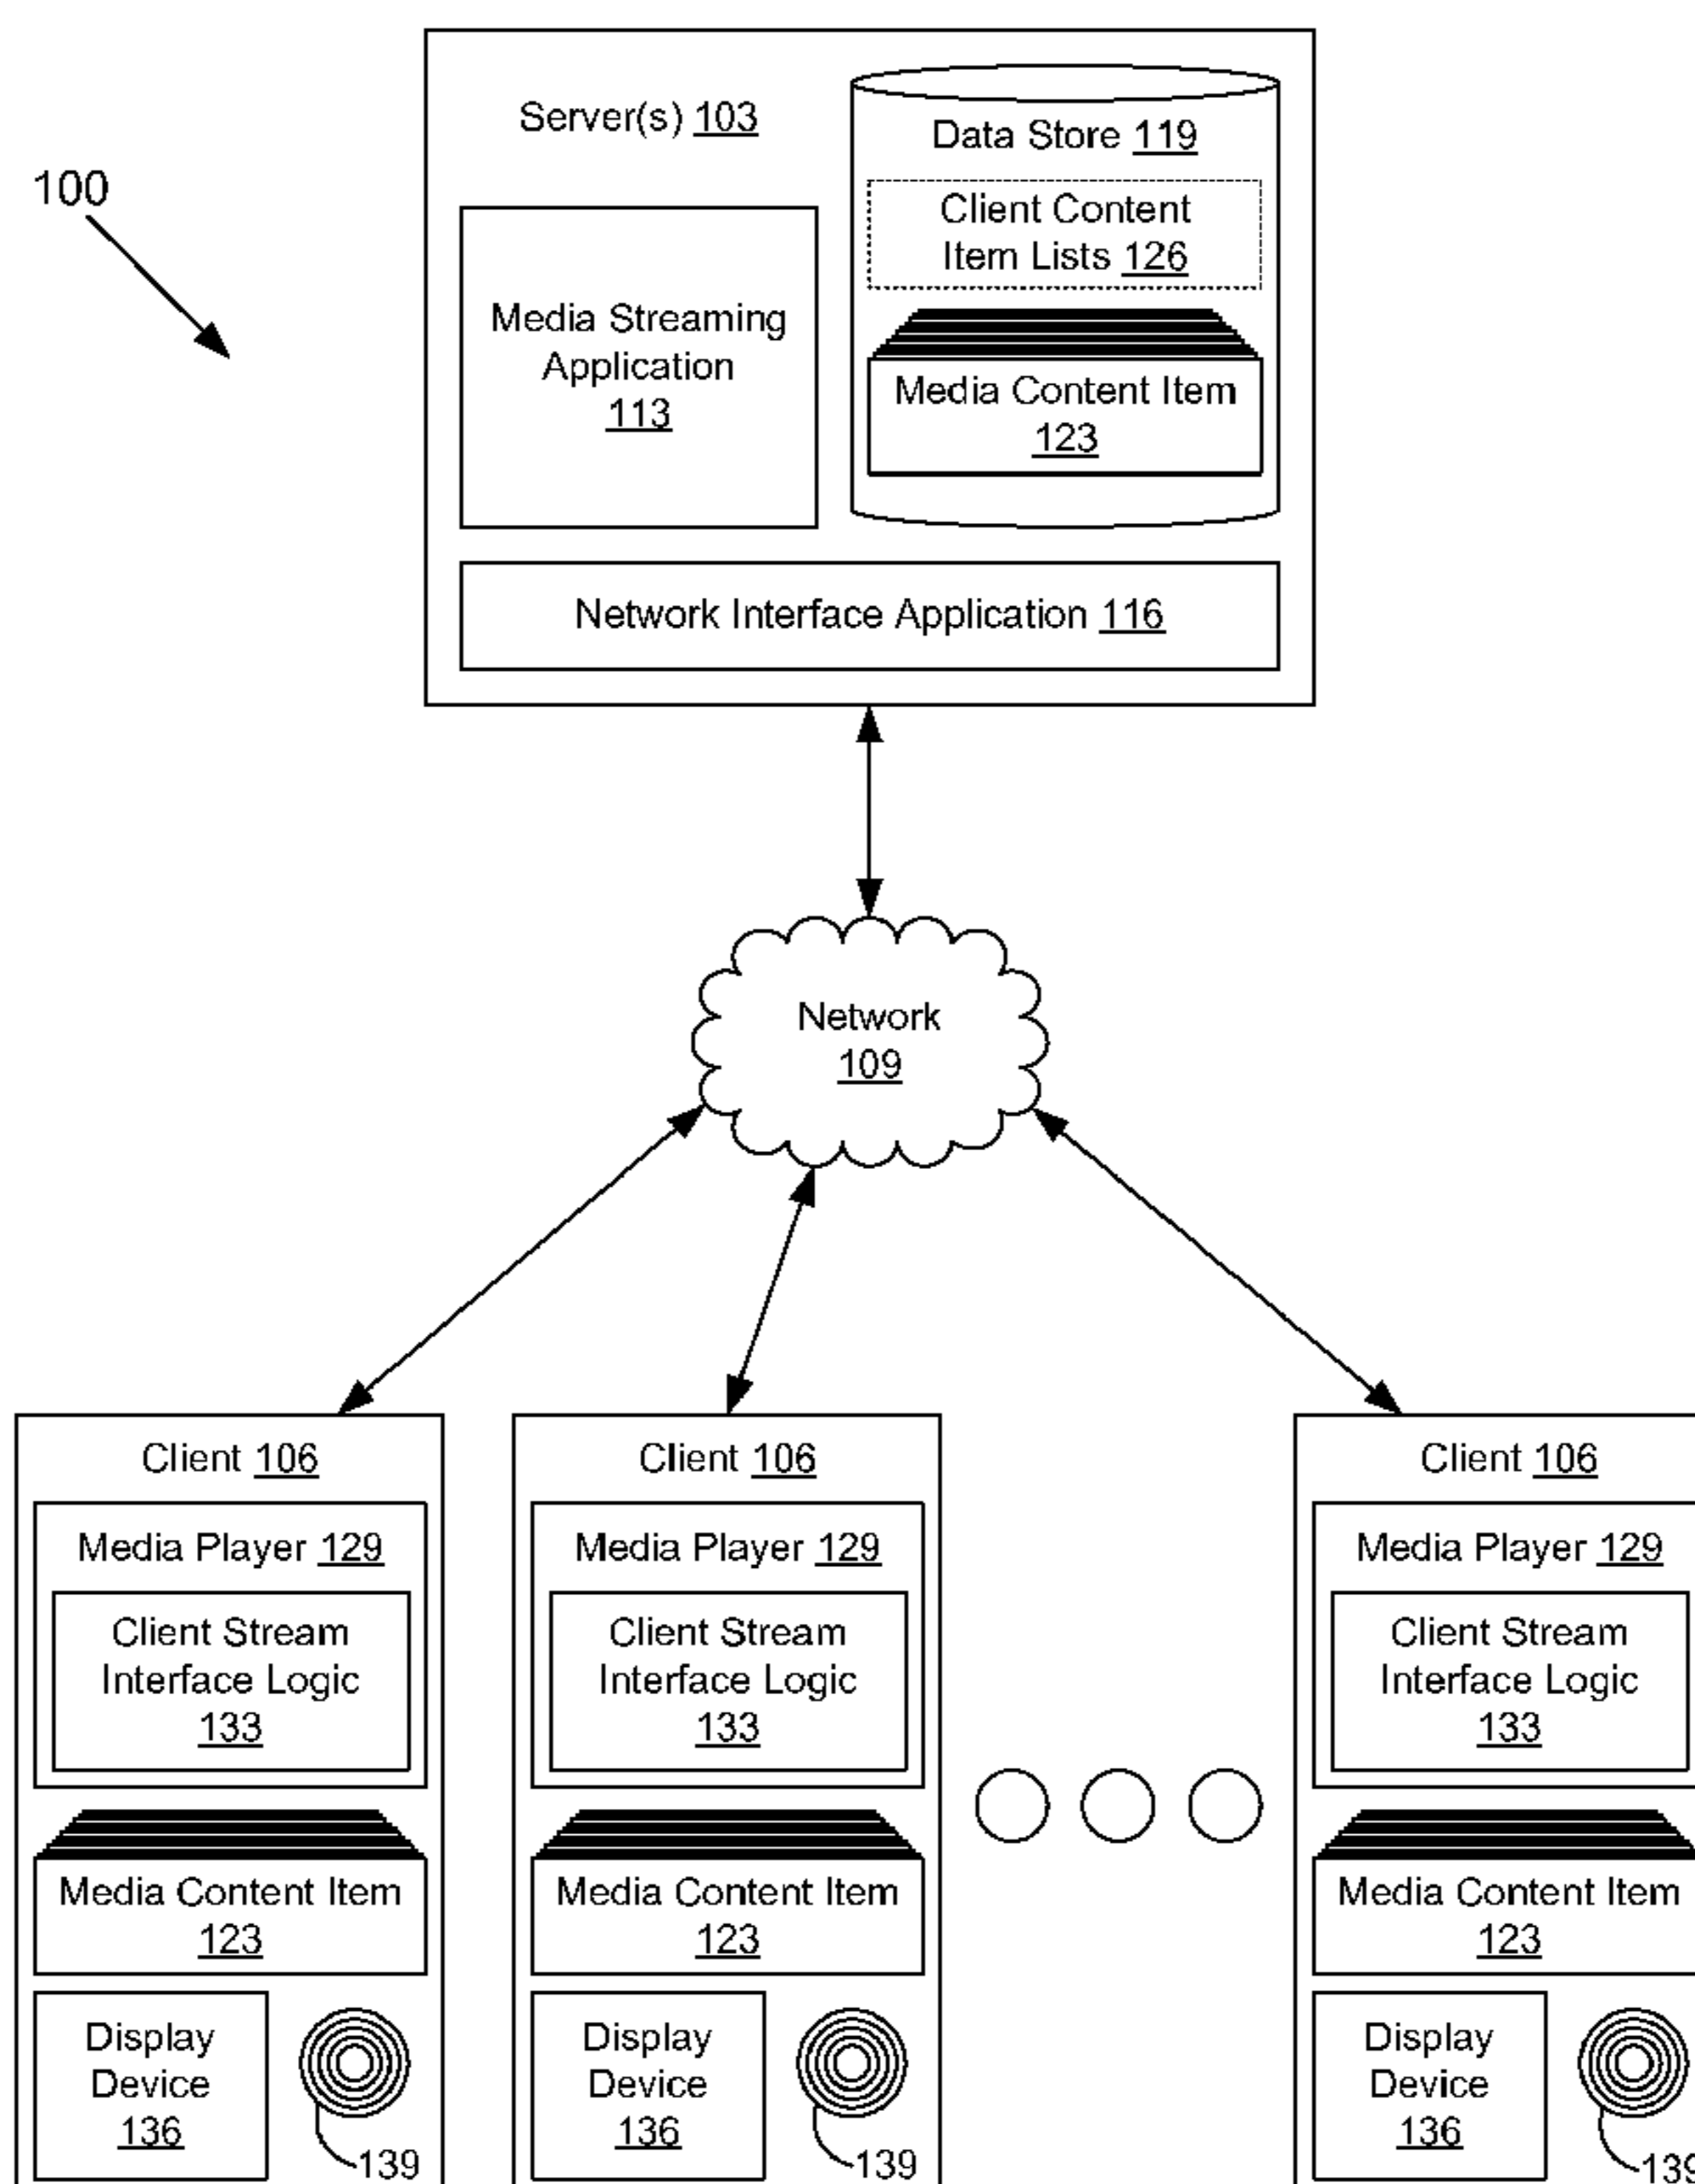 100
Server(s) 103
Data Store 119
Client Content
Item Lists 126
Media Streaming
Application
113
Media Content Item
123
Network Interface Application 116
Network
109
Client 106
Media Player 129
Client Stream
Interface Logic
133
Media Content Item
123
Display
Device
136
139
Client 106
Media Player 129
Client Stream
Interface Logic
133
Media Content Item
123
Display
Device
136
139
Client 106
Media Player 129
Client Stream
Interface Logic
133
Media Content Item
123
Display
Device
136
139